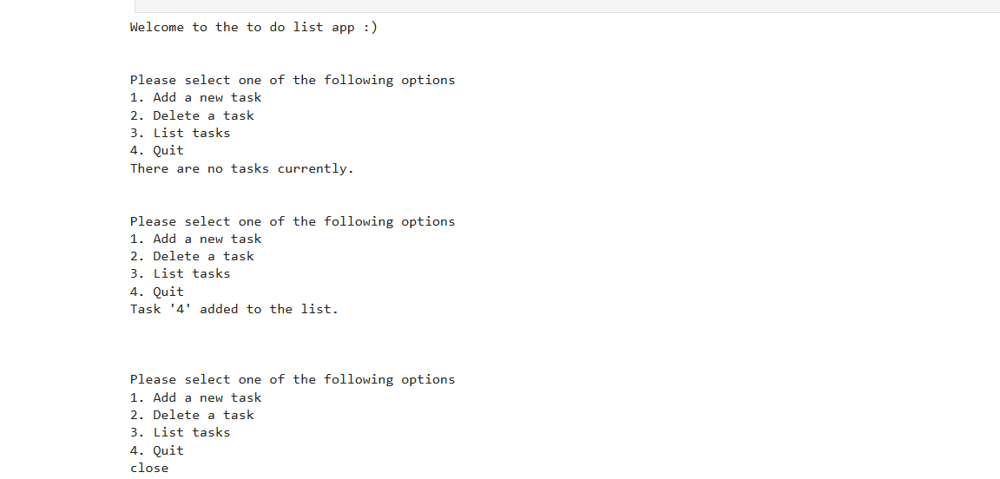 Welcome to the to do list app :)
Please select one of the following options
1. Add a new task
2. Delete a task
3. List tasks
4. Quit
There are no tasks currently.
Please select one of the following options
1. Add a new task
2. Delete a task
3. List tasks
4. Quit
Task '4' added to the list.
Please select one of the following options
1. Add a new task
2. Delete a task
3. List tasks
4. Quit
close